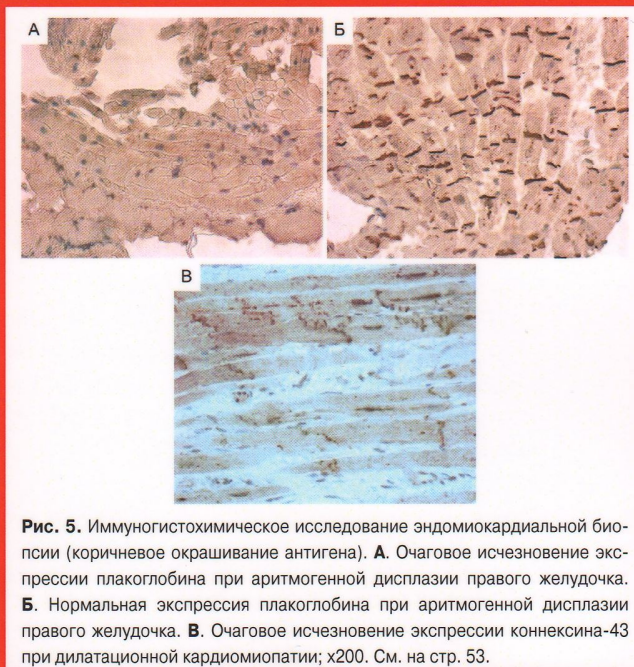 А
Б
В
Рис. 5. Иммуногистохимическое исследование эндомиокардиальной био-
псии (коричневое окрашивание антигена). А. Очаговое исчезновение экс-
прессии плакоглобина при аритмогенной дисплазии правого желудочка.
Б. Нормальная экспрессия плакоглобина при аритмогенной дисплазии
правого желудочка. В. Очаговое исчезновение экспрессии коннексина-43
при дилатационной кардиомиопатии; х200. См. на стр. 53.